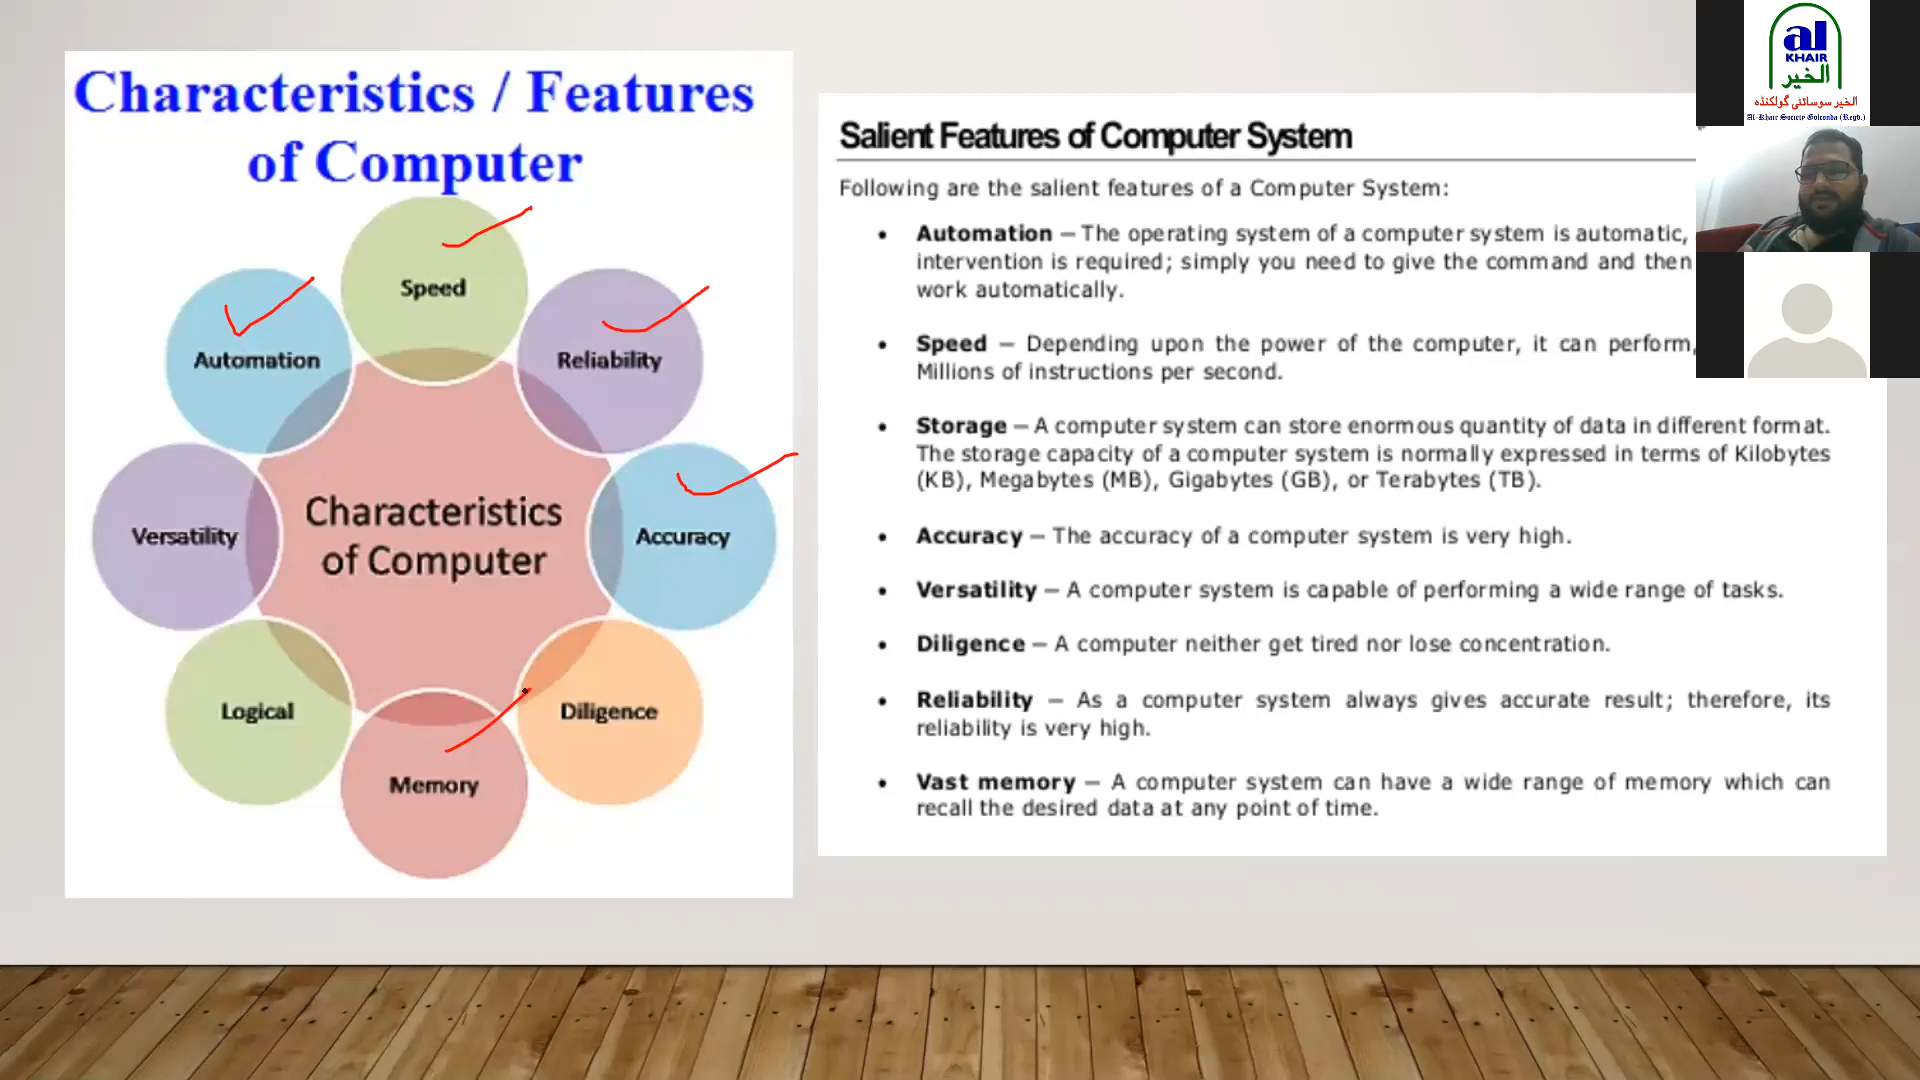 Characteristics / Features
of Computer
Speed
Automation
Reliability
Versatility
Characteristics
of Computer
Accuracy
Logical
Diligence
Memory
Salient Features of Computer System
Following are the salient features of a Computer System:
• Automation – The operating system of a computer system is automatic,
intervention is required; simply you need to give the command and then
work automatically.
• Speed – Depending upon the power of the computer, it can perform,
Millions of instructions per second.
• Storage – A computer system can store enormous quantity of data in different format.
The storage capacity of a computer system is normally expressed in terms of Kilobytes
(KB), Megabytes (MB), Gigabytes (GB), or Terabytes (TB).
• Accuracy – The accuracy of a computer system is very high.
• Versatility – A computer system is capable of performing a wide range of tasks.
• Diligence – A computer neither get tired nor lose concentration.
• Reliability – As a computer system always gives accurate result; therefore, its
reliability is very high.
• Vast memory – A computer system can have a wide range of memory which can
recall the desired data at any point of time.
al
KHAIR
الخیر
الخیر سوسائٹی گولکنڈہ
Al-Khair Society Golconda (Regd.)